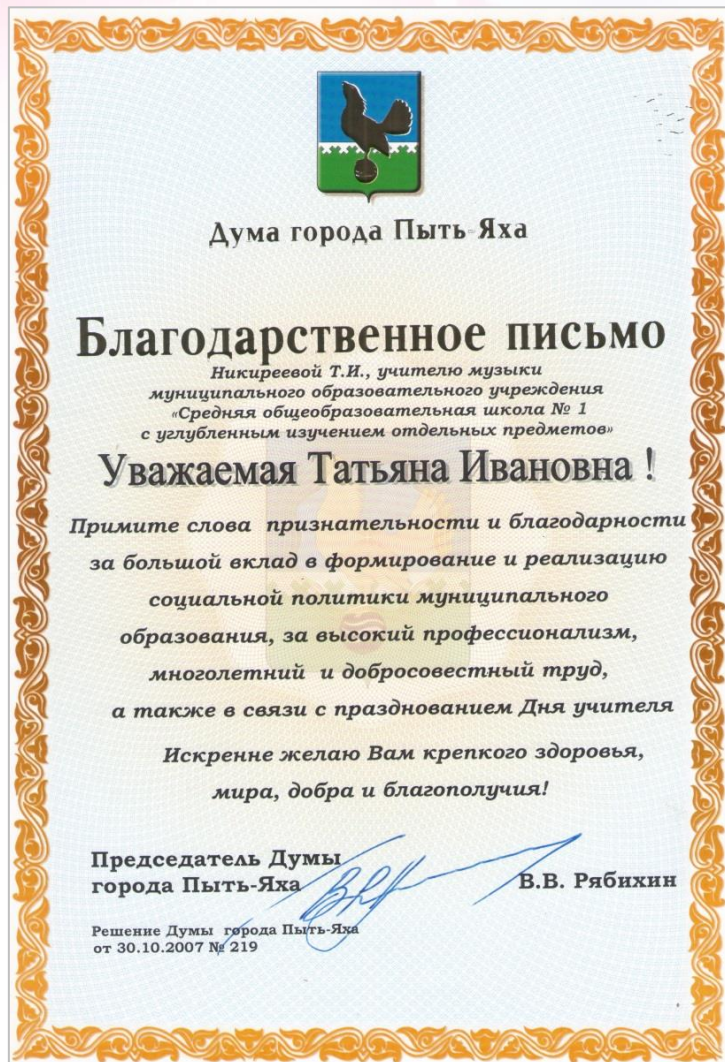 Дума города Пыть-Яха
Благодарственное письмо
Никиреевой Т.И., учителю музыки
муниципального образовательного учреждения
«Средняя общеобразовательная школа № 1
с углубленным изучением отдельных предметов»
Уважаемая Татьяна Ивановна !
Примите слова признательности и благодарности
за большой вклад в формирование и реализацию
социальной политики муниципального
образования, за высокий профессионализм,
многолетний и добросовестный труд,
а также в связи с празднованием Дня учителя
Искренне желаю Вам крепкого здоровья,
мира, добра и благополучия!
Председатель Думы
города Пыть-Яха В.В. Рябихин
Решение Думы города Пыть-Яха
от 30.10.2007 № 219